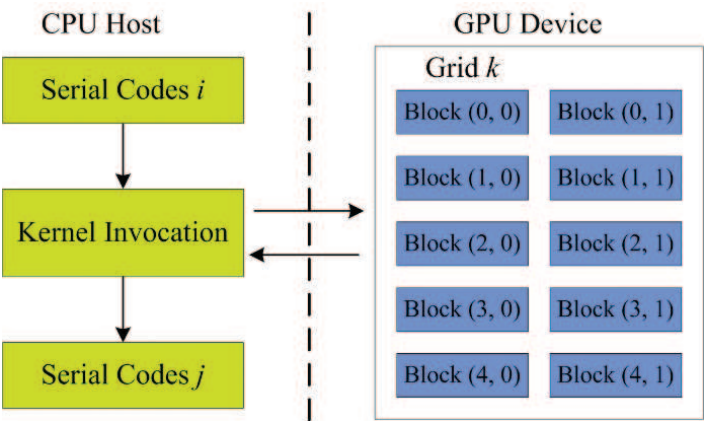 CPU Host
Serial Codes i
Kernel Invocation
Serial Codes j
GPU Device
Grid k
Block (0, 0) Block (0, 1)
Block (1, 0) Block (1, 1)
Block (2, 0) Block (2, 1)
Block (3, 0) Block (3, 1)
Block (4, 0) Block (4, 1)